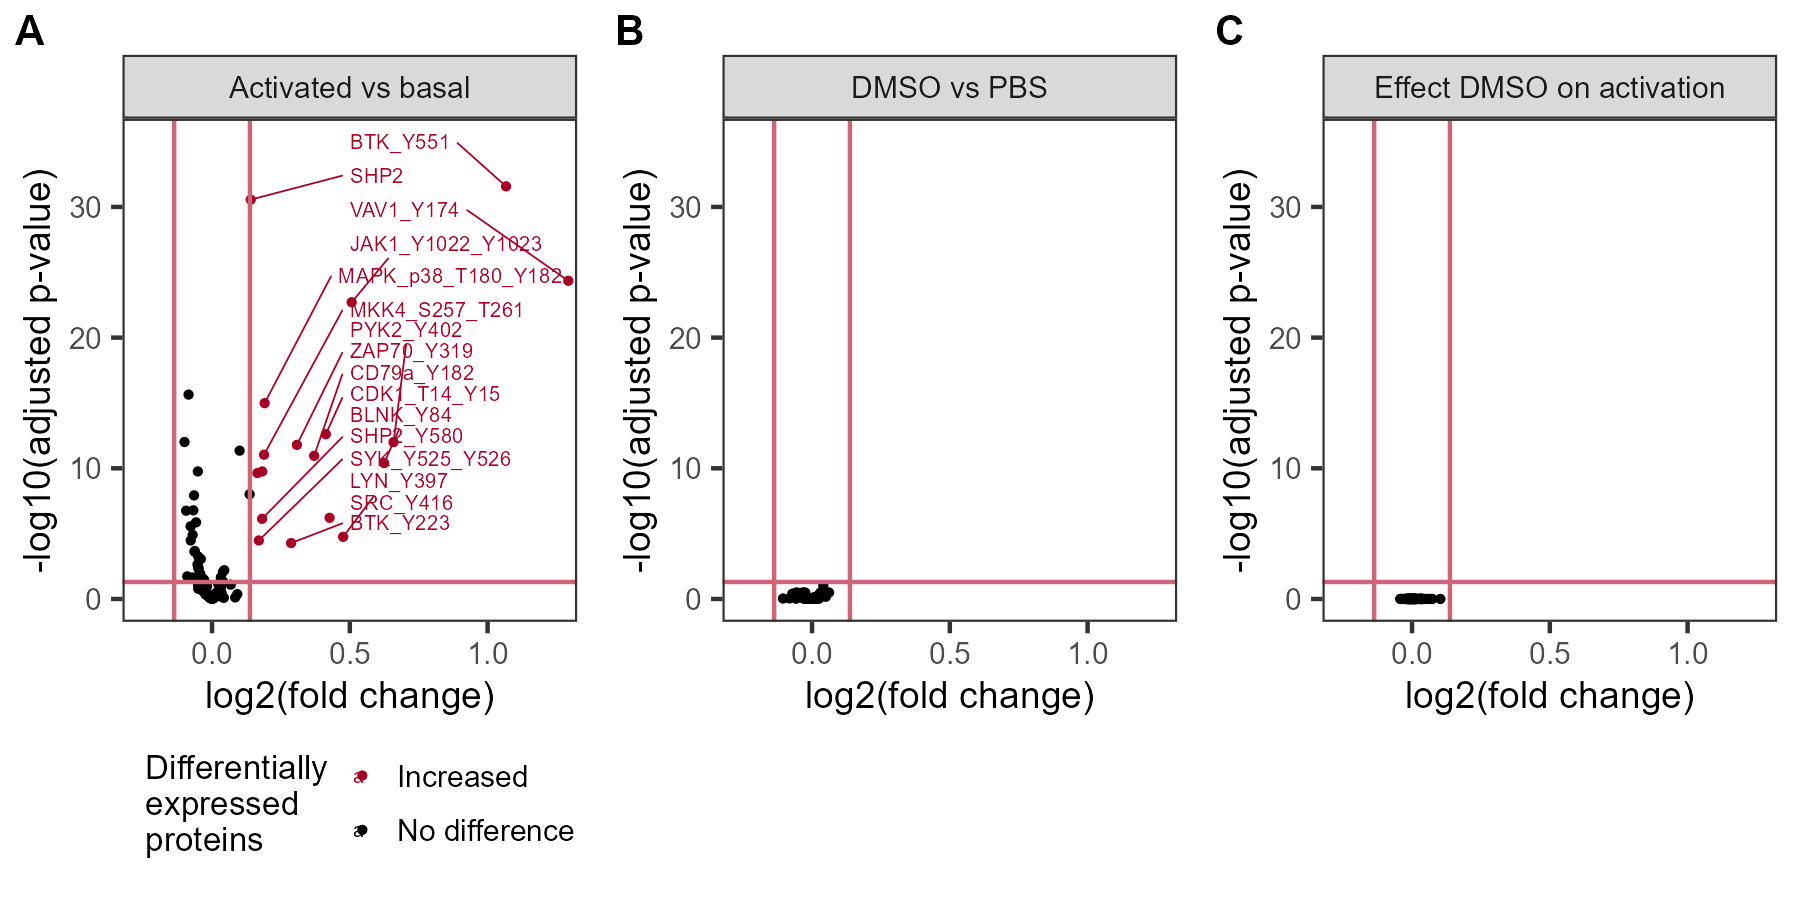 A
B
C
Activated vs basal
DMSO vs PBS
Effect DMSO on activation
BTK_Y551
SHP2
VAV1_Y174
JAK1_Y1022_Y1023
MAPK_p38_T180_Y182
MKK4_S257_T261
PYK2_Y402
ZAP70_Y319
CD79a_Y182
CDK1_T14_Y15
BLNK_Y84
SHP2_Y580
SYK_Y525_Y526
LYN_Y397
SRC_Y416
BTK_Y223
-log10(adjusted p-value)
30
20
10
0
0.0
0.5
1.0
log2(fold change)
-log10(adjusted p-value)
30
20
10
0
0.0
0.5
1.0
log2(fold change)
-log10(adjusted p-value)
30
20
10
0
0.0
0.5
1.0
log2(fold change)
Differentially
expressed
proteins
a Increased
a No difference